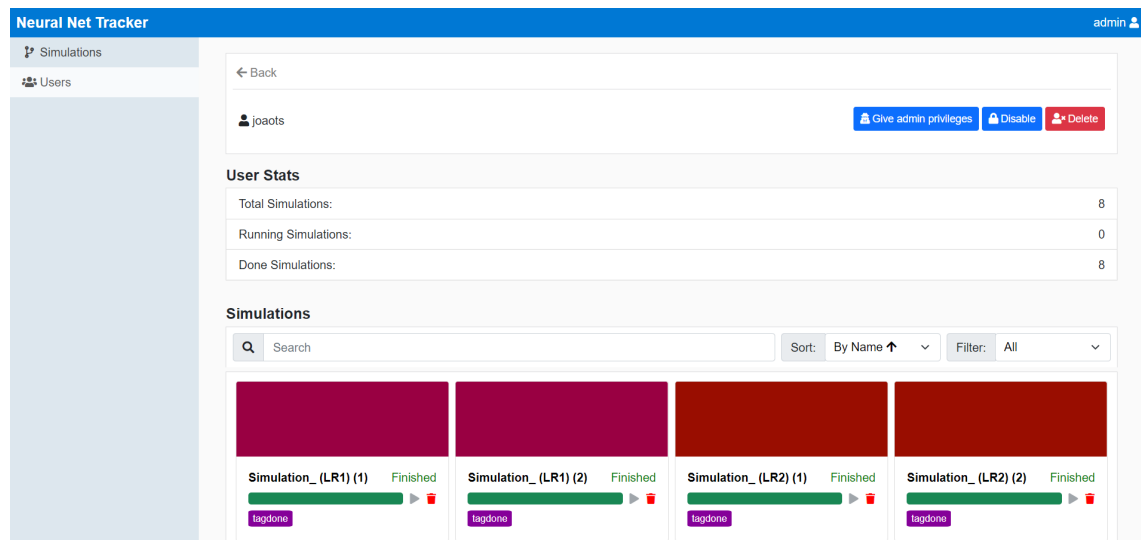 Neural Net Tracker admin
Simulations
Users
Back
joaots Give admin privileges Disable Delete
User Stats
Total Simulations: 8
Running Simulations: 0
Done Simulations: 8
Simulations
Search Sort: By Name Filter: All
Simulation_ (LR1) (1) Finished Simulation_ (LR1) (2) Finished Simulation_ (LR2) (1) Finished Simulation_ (LR2) (2) Finished
tagdone tagdone tagdone tagdone